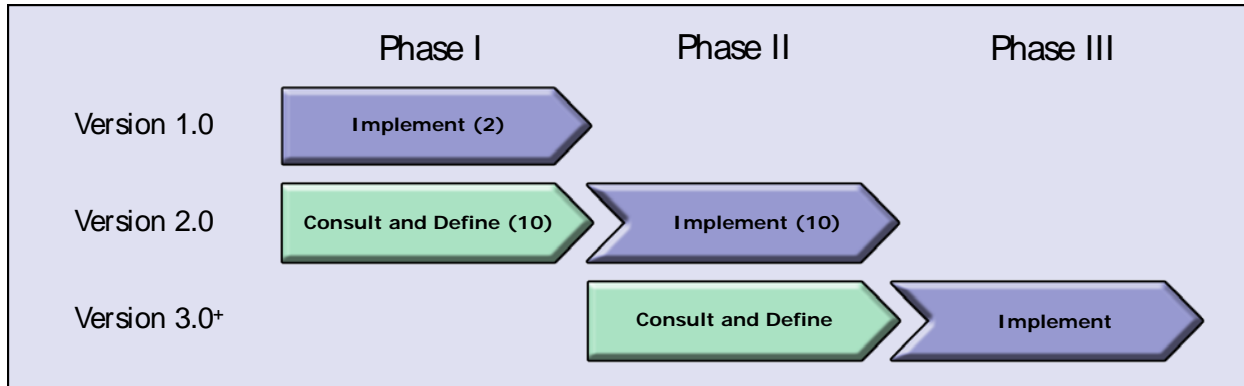 Phase I Phase II Phase III
Version 1.0 Implement (2)
Version 2.0 Consult and Define (10) Implement (10)
Version 3.0+ Consult and Define Implement